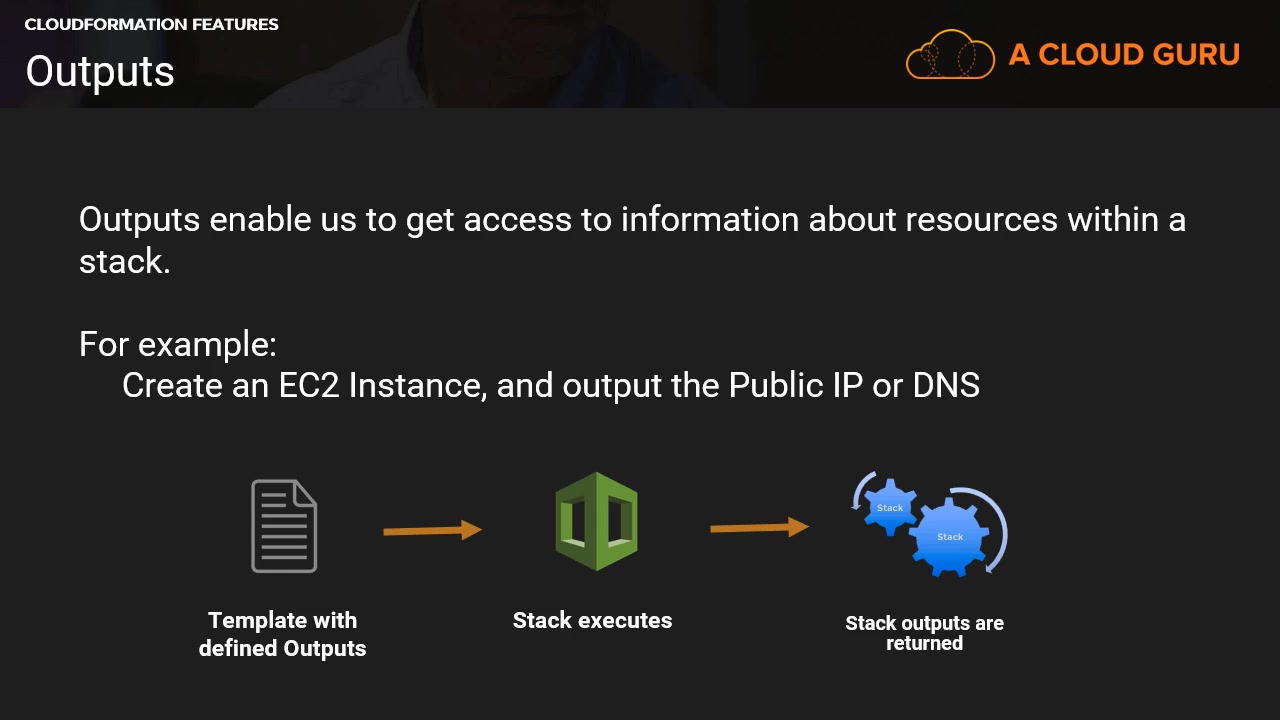 CLOUDFORMATION FEATURES
Outputs
A CLOUD GURU
Outputs enable us to get access to information about resources within a
stack.
For example:
Create an EC2 Instance, and output the Public IP or DNS
Stack
Stack
Template with
defined Outputs
Stack executes
Stack outputs are
returned